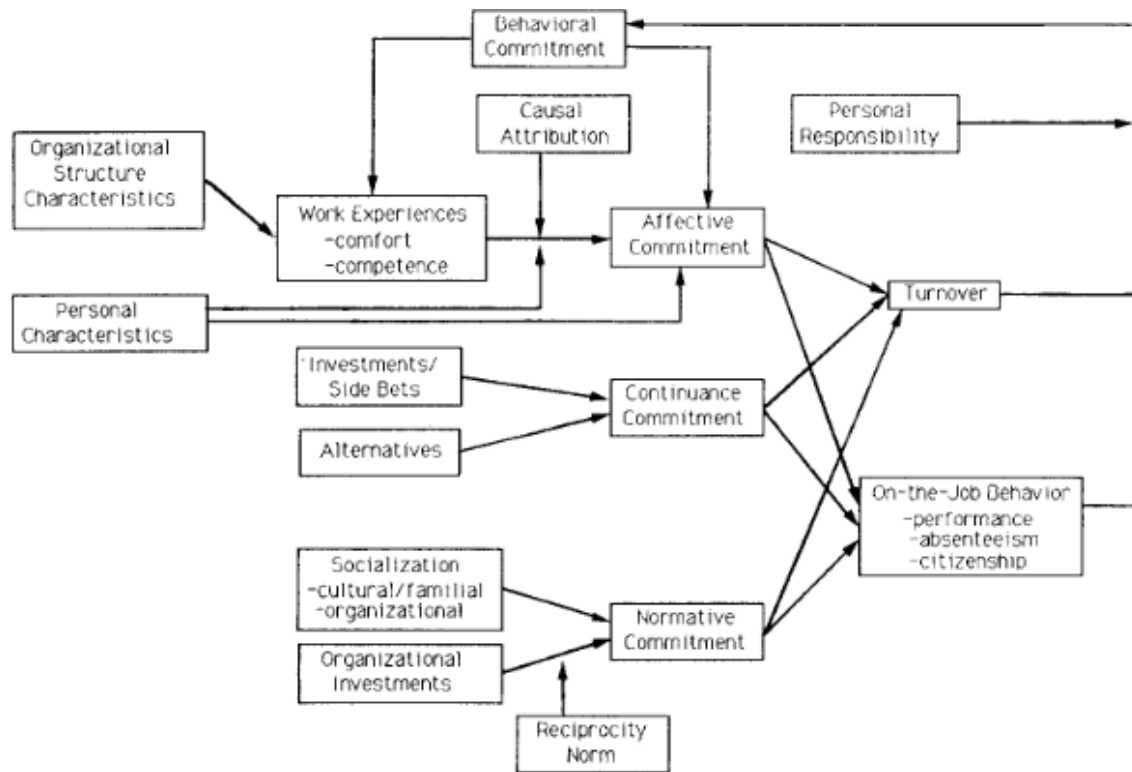 Behavioral
Commitment
Causal
Attribution
Personal
Responsibility
Organizational
Structure
Characteristics
Work Experiences
-comfort
-competence
Affective
Commitment
Turnover
Personal
Characteristics
Investments/
Side Bets
Continuance
Commitment
Alternatives
On-the-Job Behavior
-performance
-absenteeism
-citizenship
Socialization
-cultural/familial
-organizational
Normative
Commitment
Organizational
Investments
Reciprocity
Norm